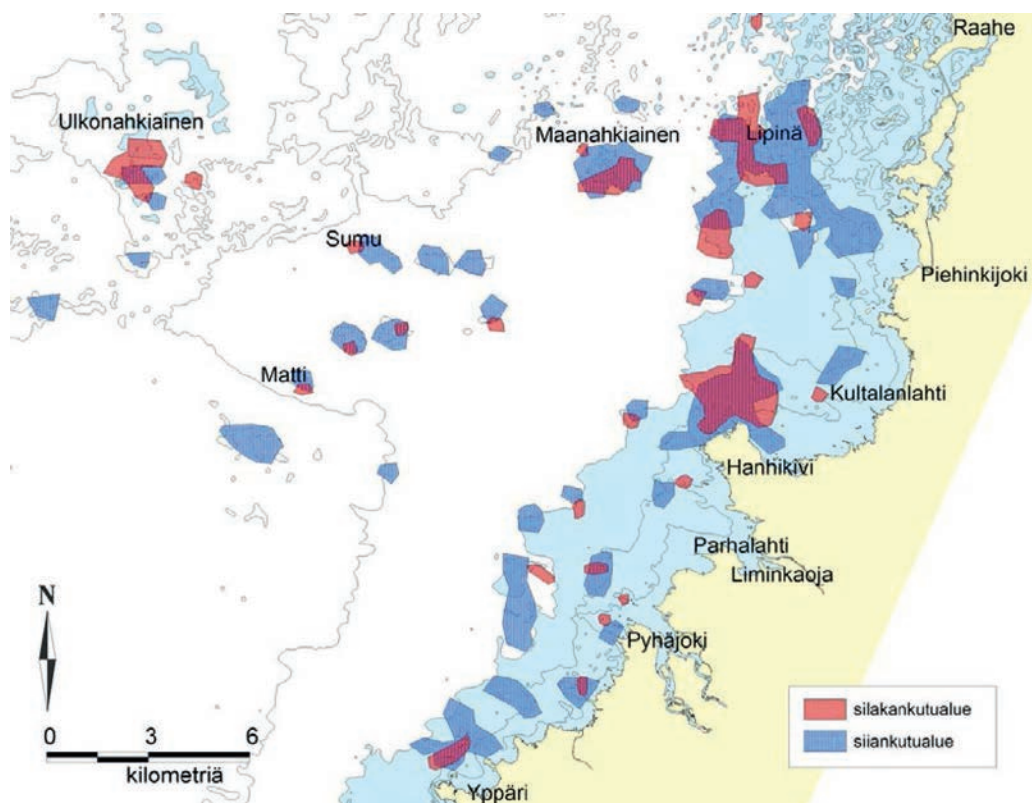 Raahe
Ulkonahkiainen
Maanahkiainen
Lipinä
Sumu
Piehinkijoki
Matti
Kultalanlahti
Hanhikivi
Parhalahti
Liminkaoja
N
Pyhäjoki
silakankutualue
siiankutualue
0 3 6
kilometriä
Yppäri